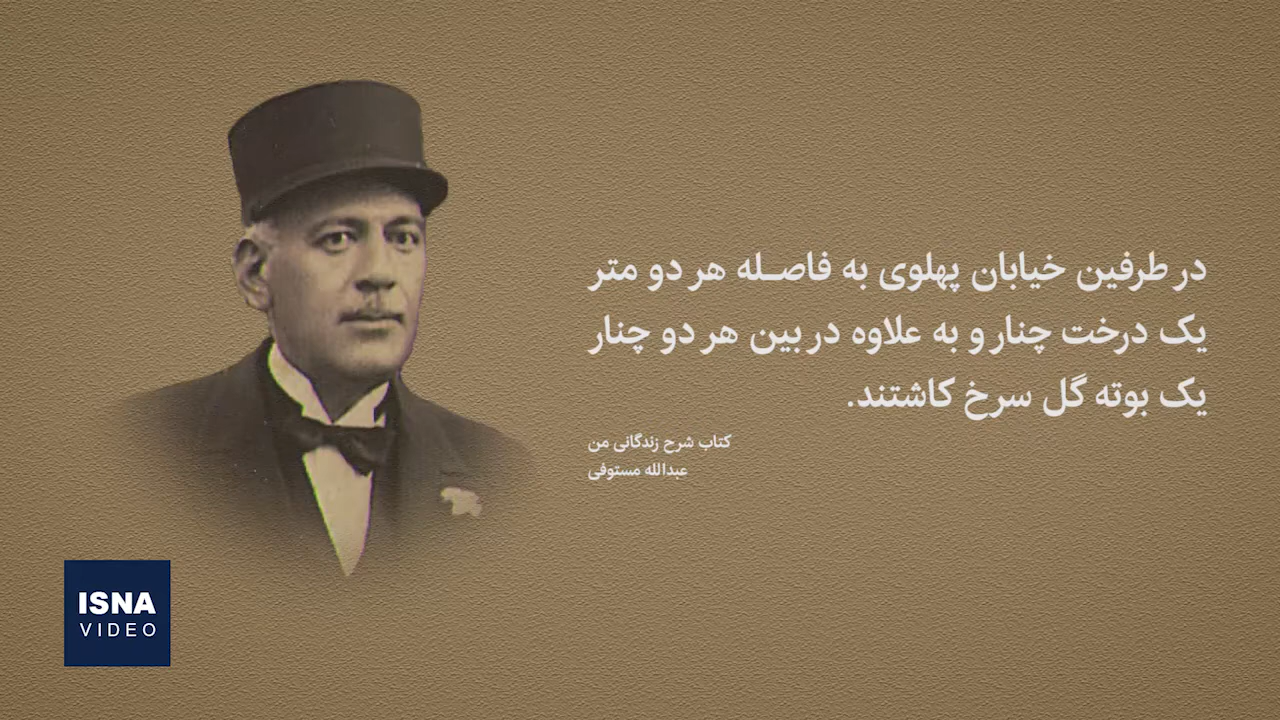 در طرفین خیابان پهلوی به فاصله هر دو متر
یک درخت چنار و به علاوه در بین هر دو چنار
یک بوته گل سرخ کاشتند.
کتاب شرح زندگانی من
عبدالله مستوفی
ISNA
VIDEO